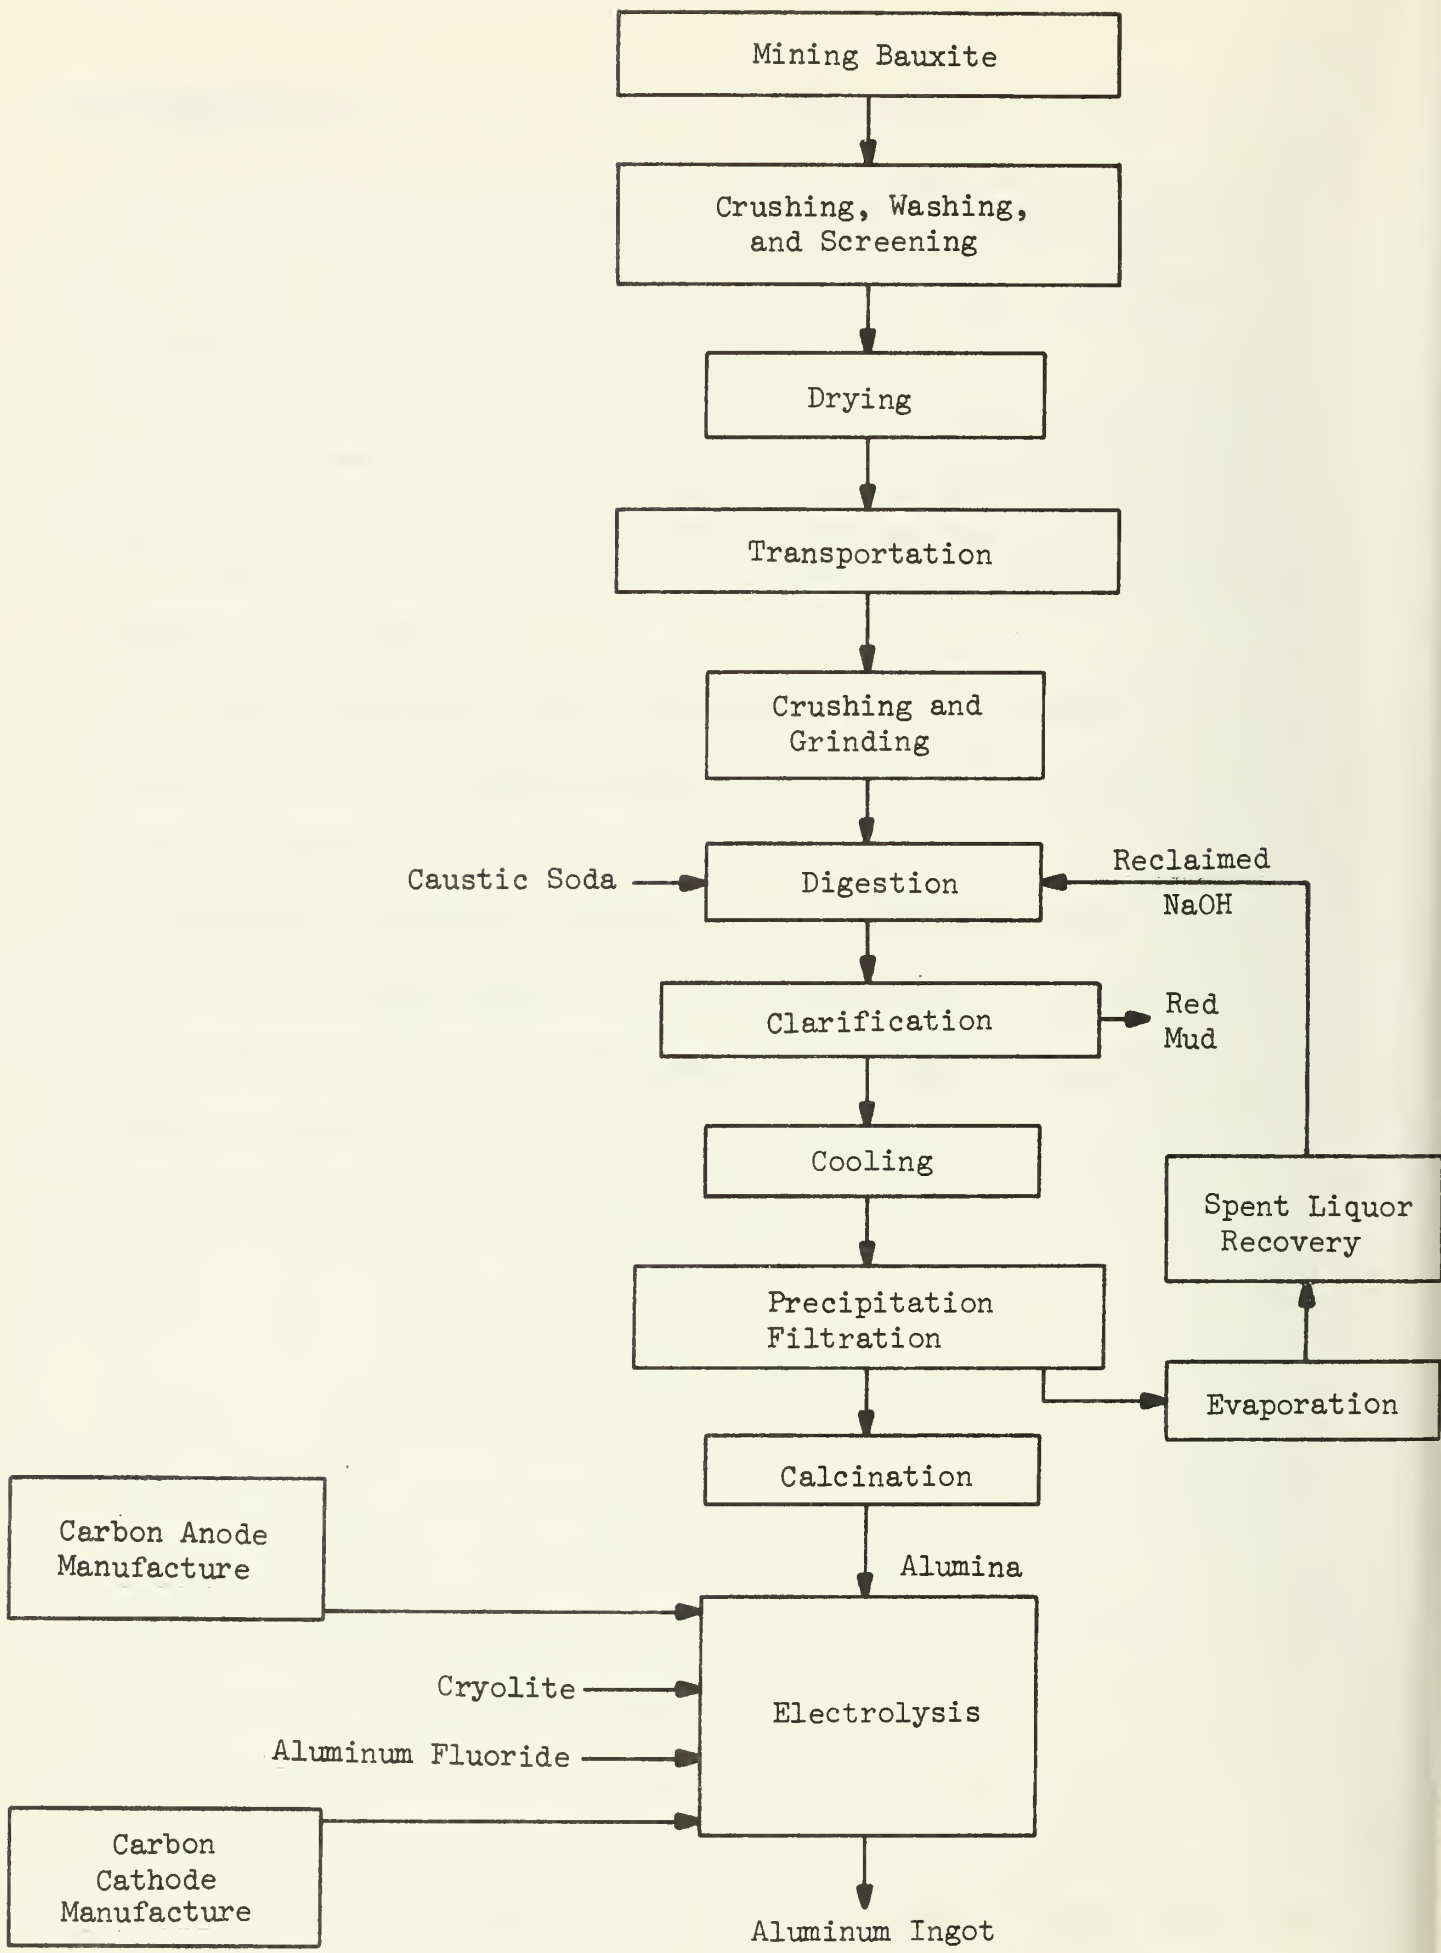 Mining Bauxite
Crushing, Washing,
and Screening
Drying
Transportation
Crushing and
Grinding
Caustic Soda
Digestion
Reclaimed
NaOH
Clarification
Red
Mud
Cooling
Spent Liquor
Recovery
Precipitation
Filtration
Evaporation
Calcination
Carbon Anode
Manufacture
Alumina
Cryolite
Electrolysis
Aluminum Fluoride
Carbon
Cathode
Manufacture
Aluminum Ingot